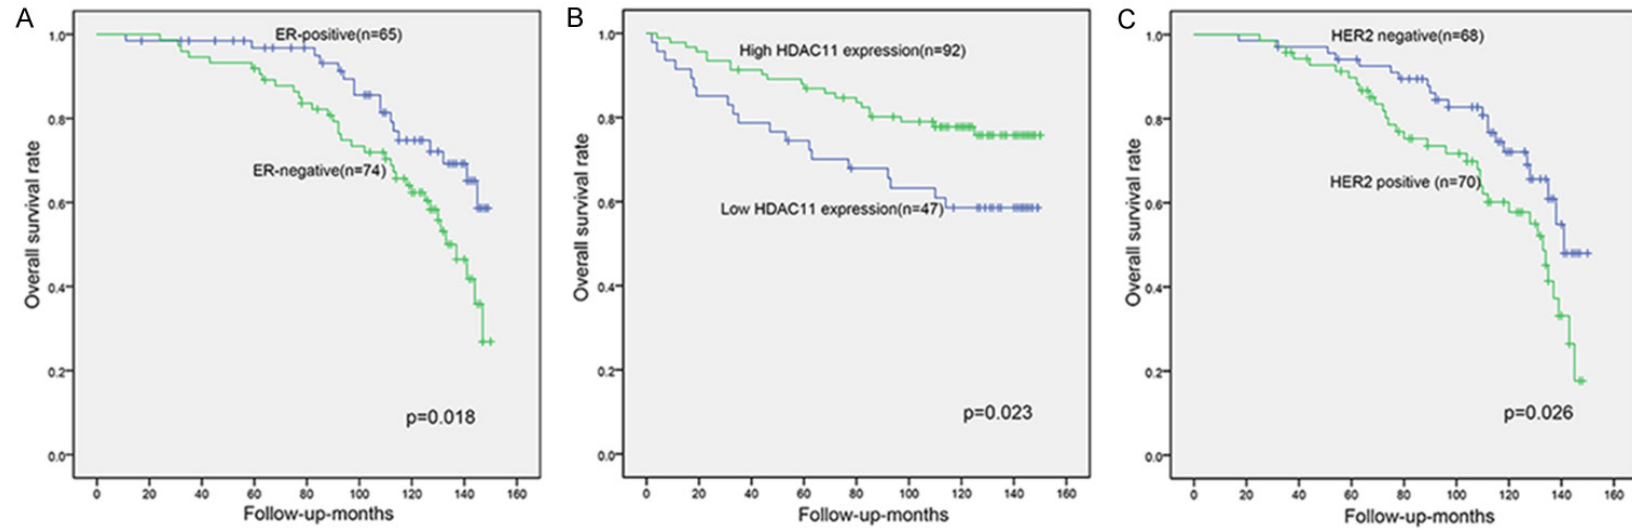 A
ER-positive(n=65)
ER-negative(n=74)
p=0.018
Overall survival rate
1.0
0.8
0.6
0.4
0.2
0.0
0 20 40 60 80 100 120 140 160
Follow-up-months
B
High HDAC11 expression(n=92)
Low HDAC11 expression(n=47)
p=0.023
Overall survival rate
1.0
0.8
0.6
0.4
0.2
0.0
0 20 40 60 80 100 120 140 160
Follow-up-months
C
HER2 negative(n=68)
HER2 positive (n=70)
p=0.026
Overall survival rate
1.0
0.8
0.6
0.4
0.2
0.0
0 20 40 60 80 100 120 140 160
Follow-up-months